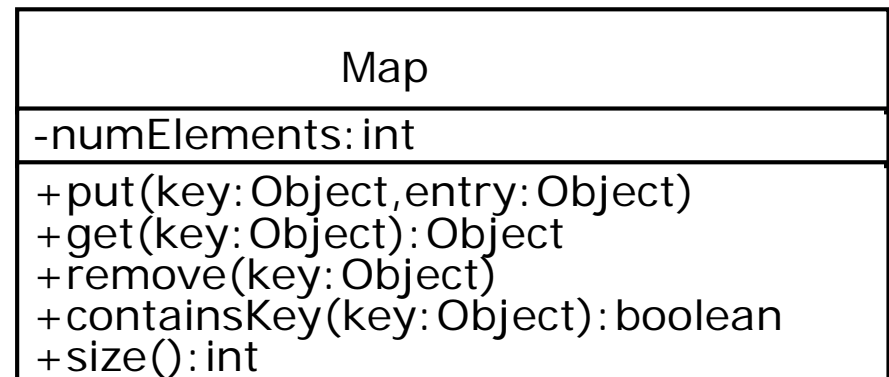 Map
-numElements:int
+put(key:Object,entry:Object)
+get(key:Object):Object
+remove(key:Object)
+containsKey(key:Object):boolean
+size():int